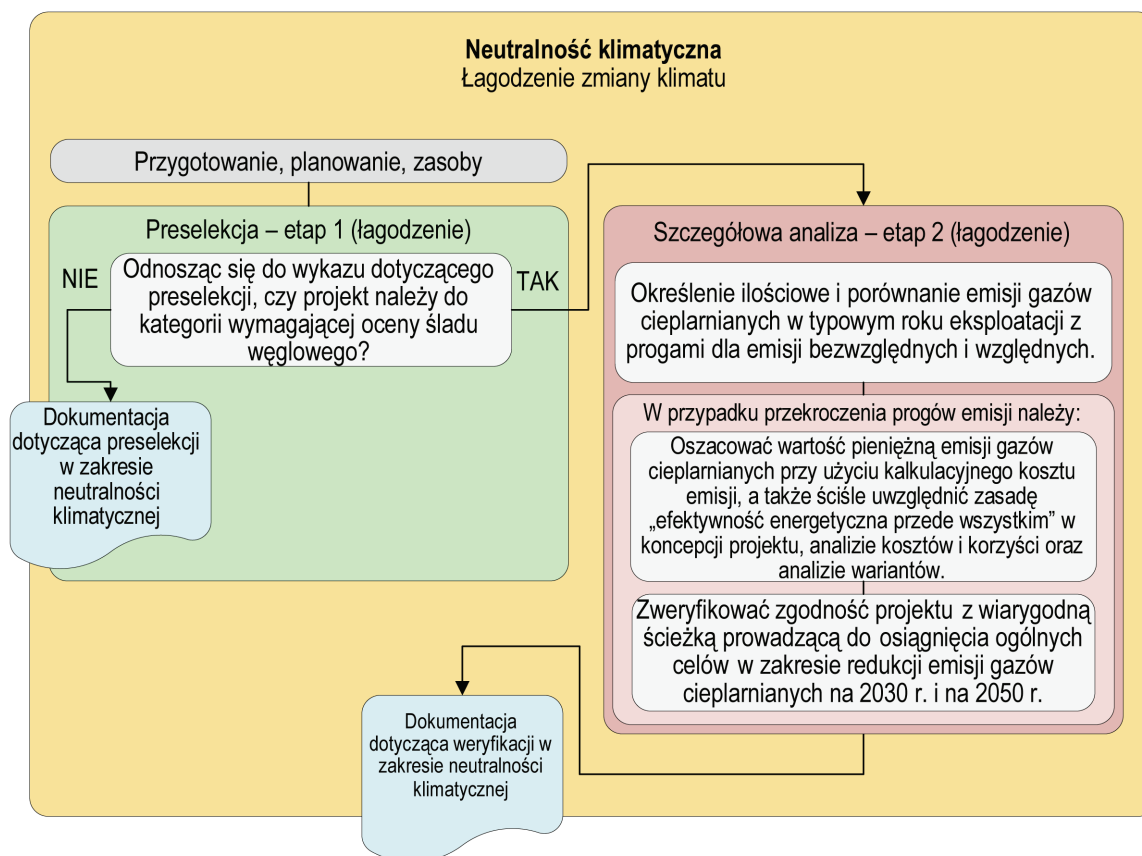 Neutralność klimatyczna
Łagodzenie zmiany klimatu
Przygotowanie, planowanie, zasoby
Preselekcja – etap 1 (łagodzenie)
NIE
Odnosząc się do wykazu dotyczącego
preselekcji, czy projekt należy do
kategorii wymagającej oceny śladu
węglowego?
TAK
Dokumentacja
dotycząca preselekcji
w zakresie
neutralności
klimatycznej
Szczegółowa analiza – etap 2 (łagodzenie)
Określenie ilościowe i porównanie emisji gazów
cieplarnianych w typowym roku eksploatacji z
progami dla emisji bezwzględnych i względnych.
W przypadku przekroczenia progów emisji należy:
Oszacować wartość pieniężną emisji gazów
cieplarnianych przy użyciu kalkulacyjnego kosztu
emisji, a także ściśle uwzględnić zasadę
„efektywność energetyczna przede wszystkim” w
koncepcji projektu, analizie kosztów i korzyści oraz
analizie wariantów.
Zweryfikować zgodność projektu z wiarygodną
ścieżką prowadzącą do osiągnięcia ogólnych
celów w zakresie redukcji emisji gazów
cieplarnianych na 2030 r. i na 2050 r.
Dokumentacja
dotycząca weryfikacji w
zakresie neutralności
klimatycznej